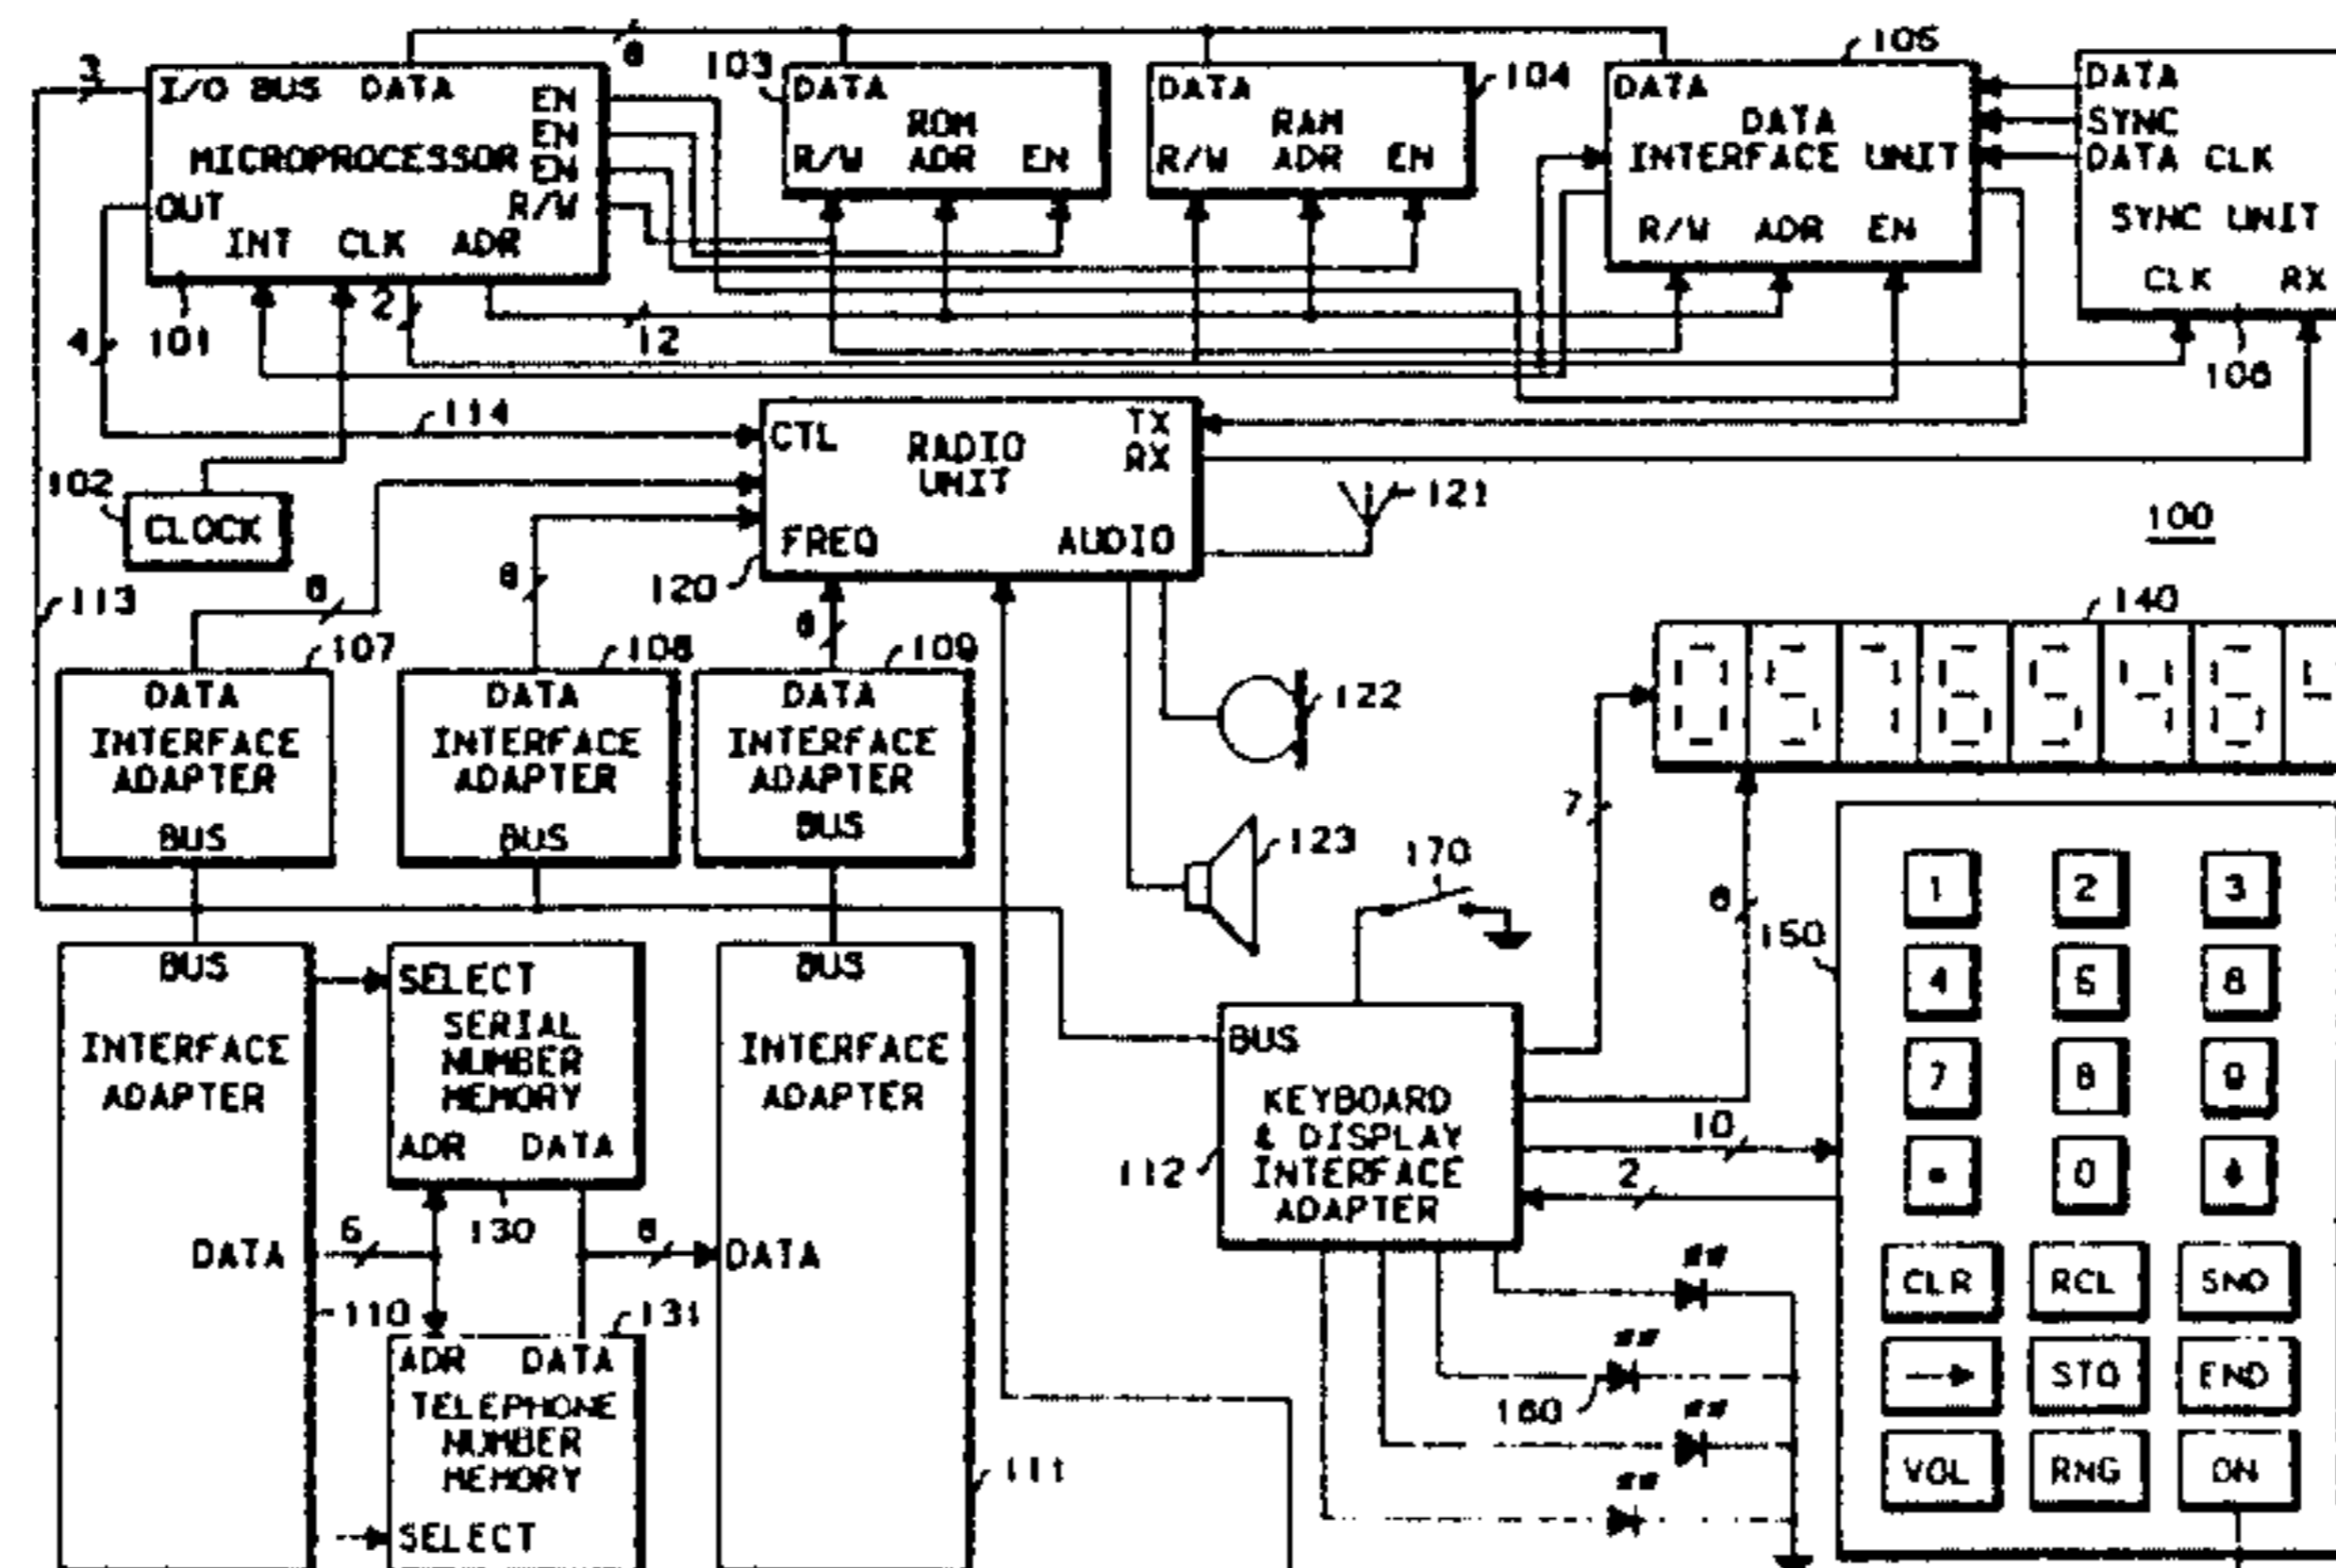 3
8
103
105
I/O BUS DATA
EN
EN
EN
R/W
MICROPROCESSOR
OUT
INT CLK ADR
DATA
ROM
R/W ADR EN
DATA
RAM
R/W ADR EN
104
DATA
DATA
INTERFACE UNIT
R/W ADR EN
DATA
SYNC
DATA CLK
SYNC UNIT
CLK RX
106
4
101
2
12
114
102
CLOCK
CTL
RADIO
UNIT
TX
RX
FREQ AUDIO
120
121
100
113
8
8
8
107
108
109
140
DATA
INTERFACE
ADAPTER
BUS
DATA
INTERFACE
ADAPTER
BUS
DATA
INTERFACE
ADAPTER
BUS
122
123
170
7
150
1 2 3
4 5 6
7 8 9
0
CLR RCL SND
STO END
VOL RNG ON
BUS
INTERFACE
ADAPTER
DATA
110
SELECT
SERIAL
NUMBER
MEMORY
ADR DATA
130
131
ADR DATA
TELEPHONE
NUMBER
MEMORY
SELECT
BUS
INTERFACE
ADAPTER
DATA
111
BUS
KEYBOARD
& DISPLAY
INTERFACE
ADAPTER
112
10
2
160